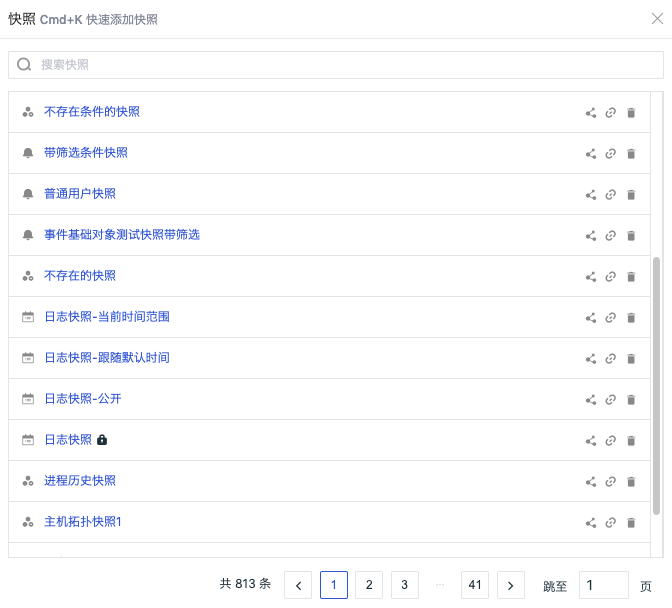 快照 Cmd+K 快速添加快照
搜索快照
不存在条件的快照
带筛选条件快照
普通用户快照
事件基础对象测试快照带筛选
不存在的快照
日志快照-当前时间范围
日志快照-跟随默认时间
日志快照-公开
日志快照
进程历史快照
主机拓扑快照1
共 813 条 1 2 3 ··· 41 跳至 1 页